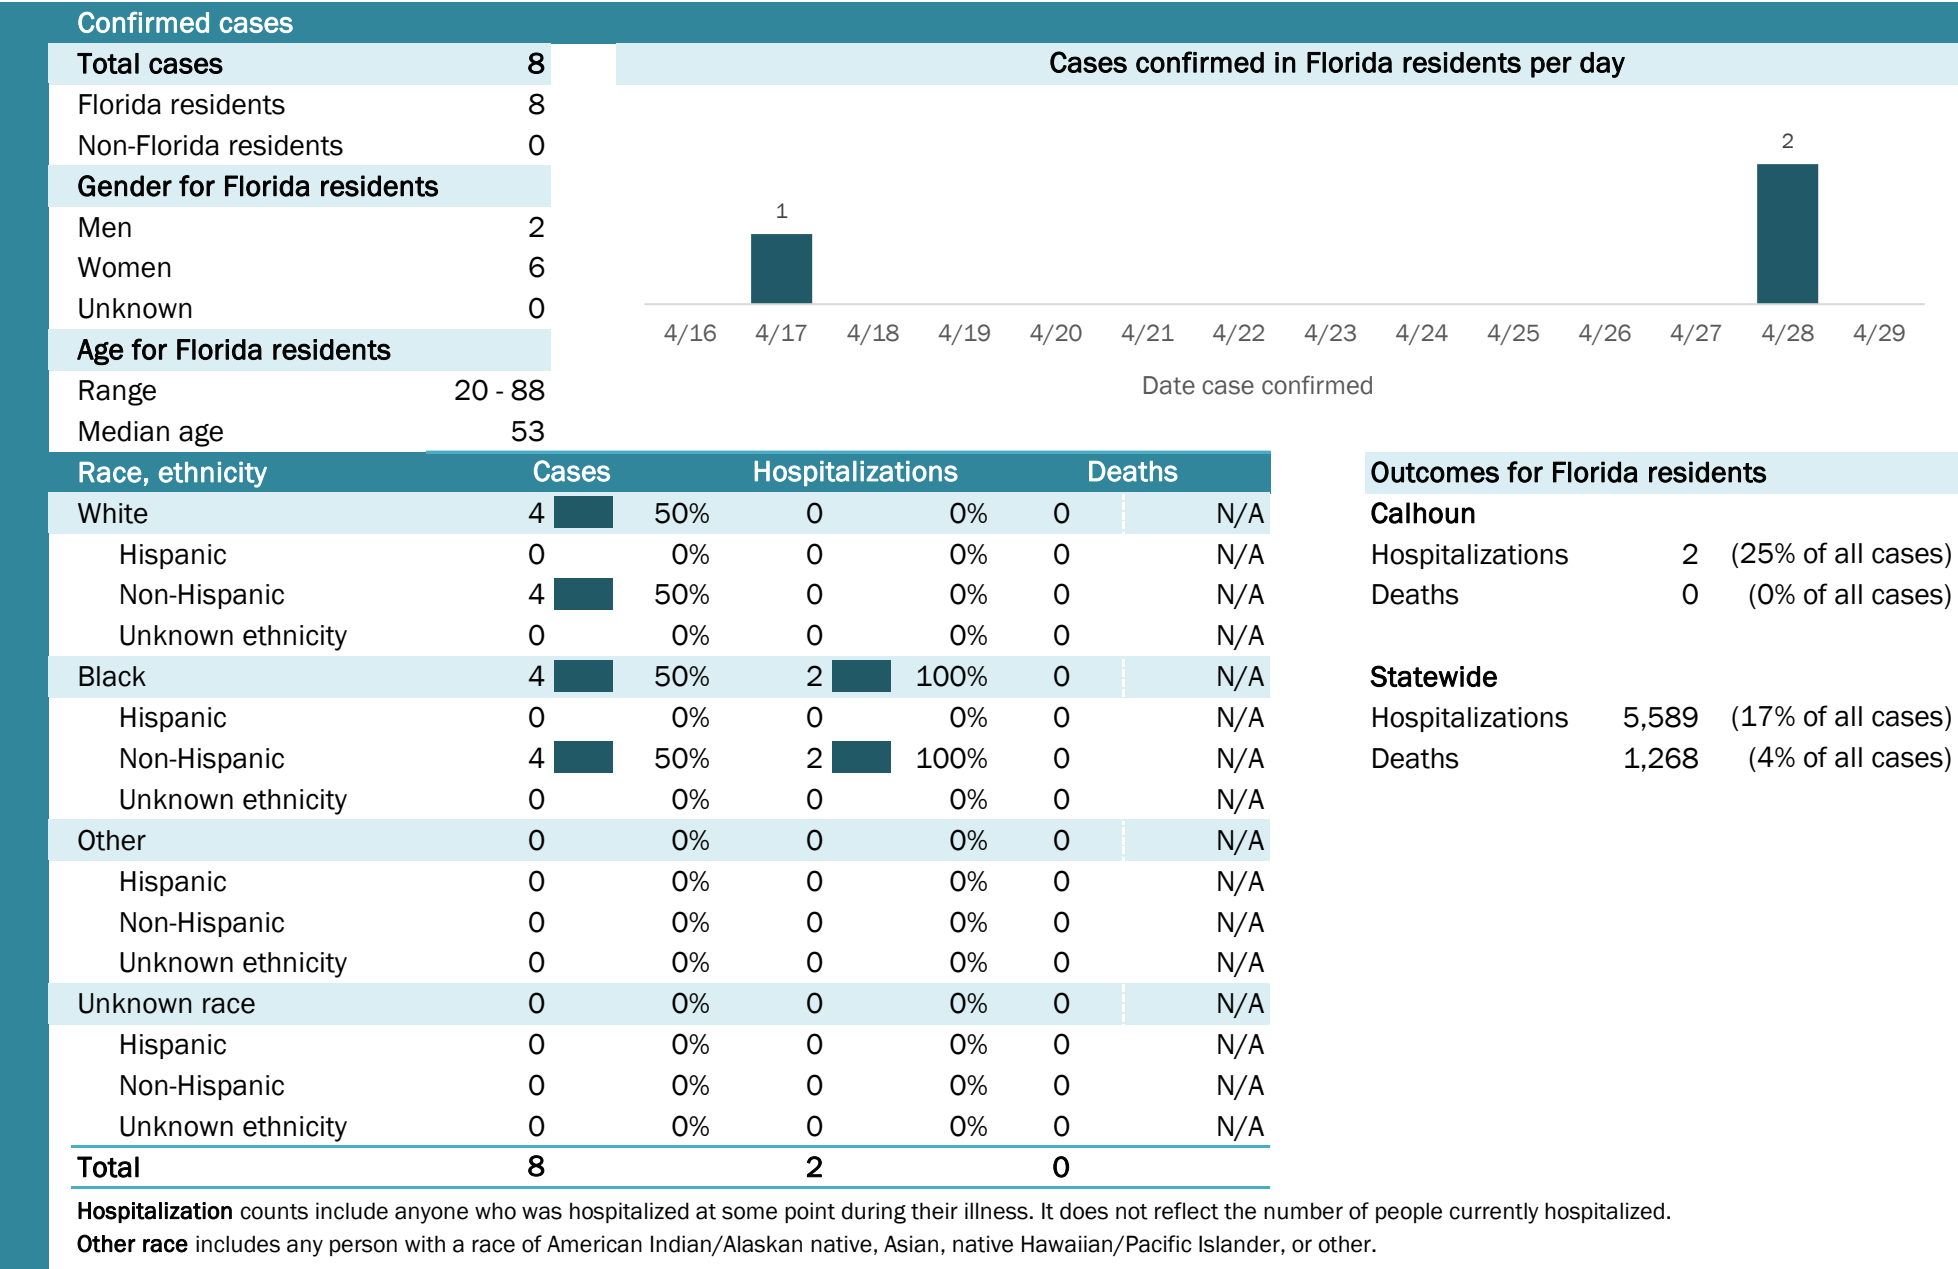 Confirmed cases
Total cases 8
Florida residents 8
Non-Florida residents 0
Gender for Florida residents
Men 2
Women 6
Unknown 0
Age for Florida residents
Range 20 - 88
Median age 53
Cases confirmed in Florida residents per day
1
2
4/16 4/17 4/18 4/19 4/20 4/21 4/22 4/23 4/24 4/25 4/26 4/27 4/28 4/29
Date case confirmed
Race, ethnicity Cases Hospitalizations Deaths
White 4 50% 0 0% 0 N/A
Hispanic 0 0% 0 0% 0 N/A
Non-Hispanic 4 50% 0 0% 0 N/A
Unknown ethnicity 0 0% 0 0% 0 N/A
Black 4 50% 2 100% 0 N/A
Hispanic 0 0% 0 0% 0 N/A
Non-Hispanic 4 50% 2 100% 0 N/A
Unknown ethnicity 0 0% 0 0% 0 N/A
Other 0 0% 0 0% 0 N/A
Hispanic 0 0% 0 0% 0 N/A
Non-Hispanic 0 0% 0 0% 0 N/A
Unknown ethnicity 0 0% 0 0% 0 N/A
Unknown race 0 0% 0 0% 0 N/A
Hispanic 0 0% 0 0% 0 N/A
Non-Hispanic 0 0% 0 0% 0 N/A
Unknown ethnicity 0 0% 0 0% 0 N/A
Total 8 2 0
Outcomes for Florida residents
Calhoun
Hospitalizations 2 (25% of all cases)
Deaths 0 (0% of all cases)
Statewide
Hospitalizations 5,589 (17% of all cases)
Deaths 1,268 (4% of all cases)
Hospitalization counts include anyone who was hospitalized at some point during their illness. It does not reflect the number of people currently hospitalized.
Other race includes any person with a race of American Indian/Alaskan native, Asian, native Hawaiian/Pacific Islander, or other.